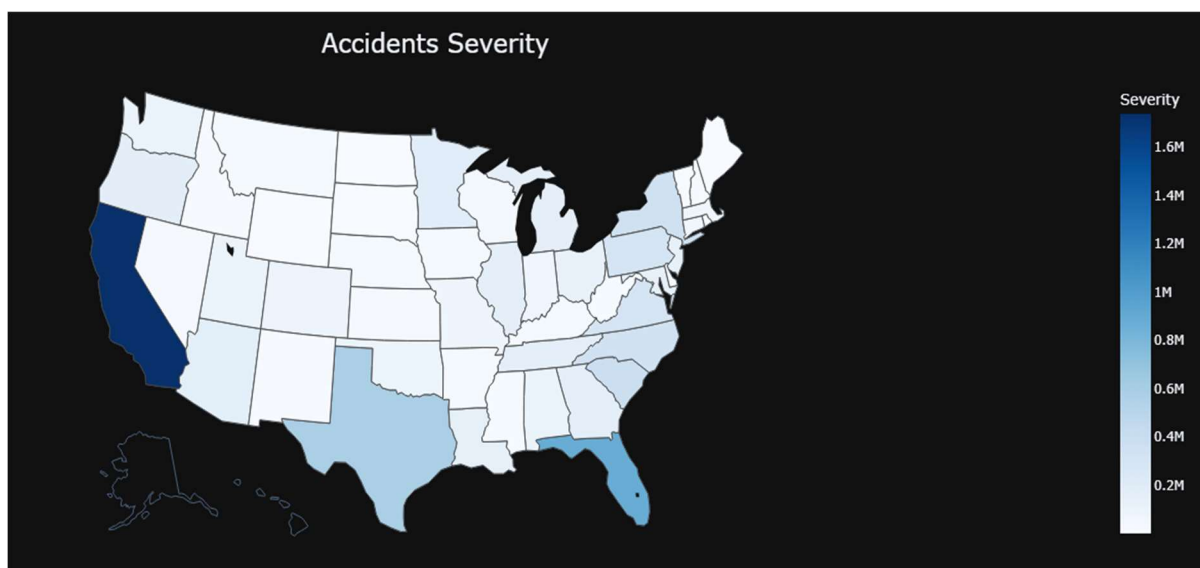 Accidents Severity
Severity
1.6M
1.4M
1.2M
1M
0.8M
0.6M
0.4M
0.2M